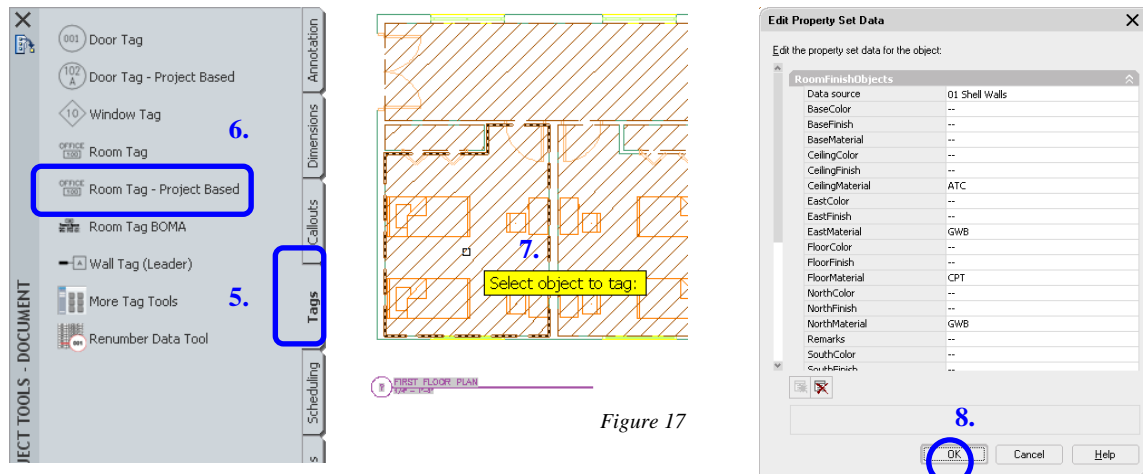 001
Door Tag
102
A
Door Tag - Project Based
10
Window Tag
6.
OFFICE
100
Room Tag
OFFICE
100
Room Tag - Project Based
Room Tag BOMA
A
Wall Tag (Leader)
More Tag Tools
5.
001
Renumber Data Tool
JECT TOOLS - DOCUMENT
Annotation
Dimensions
Callouts
Tags
Scheduling
7.
Select object to tag:
FIRST FLOOR PLAN
Figure 17
Edit Property Set Data
Edit the property set data for the object:
RoomFinishObjects
Data source 01 Shell Walls
BaseColor --
BaseFinish --
BaseMaterial --
CeilingColor --
CeilingFinish --
CeilingMaterial ATC
EastColor --
EastFinish --
EastMaterial GWB
FloorColor --
FloorFinish --
FloorMaterial CPT
NorthColor --
NorthFinish --
NorthMaterial GWB
Remarks --
SouthColor --
SouthFinish --
8.
OK Cancel Help